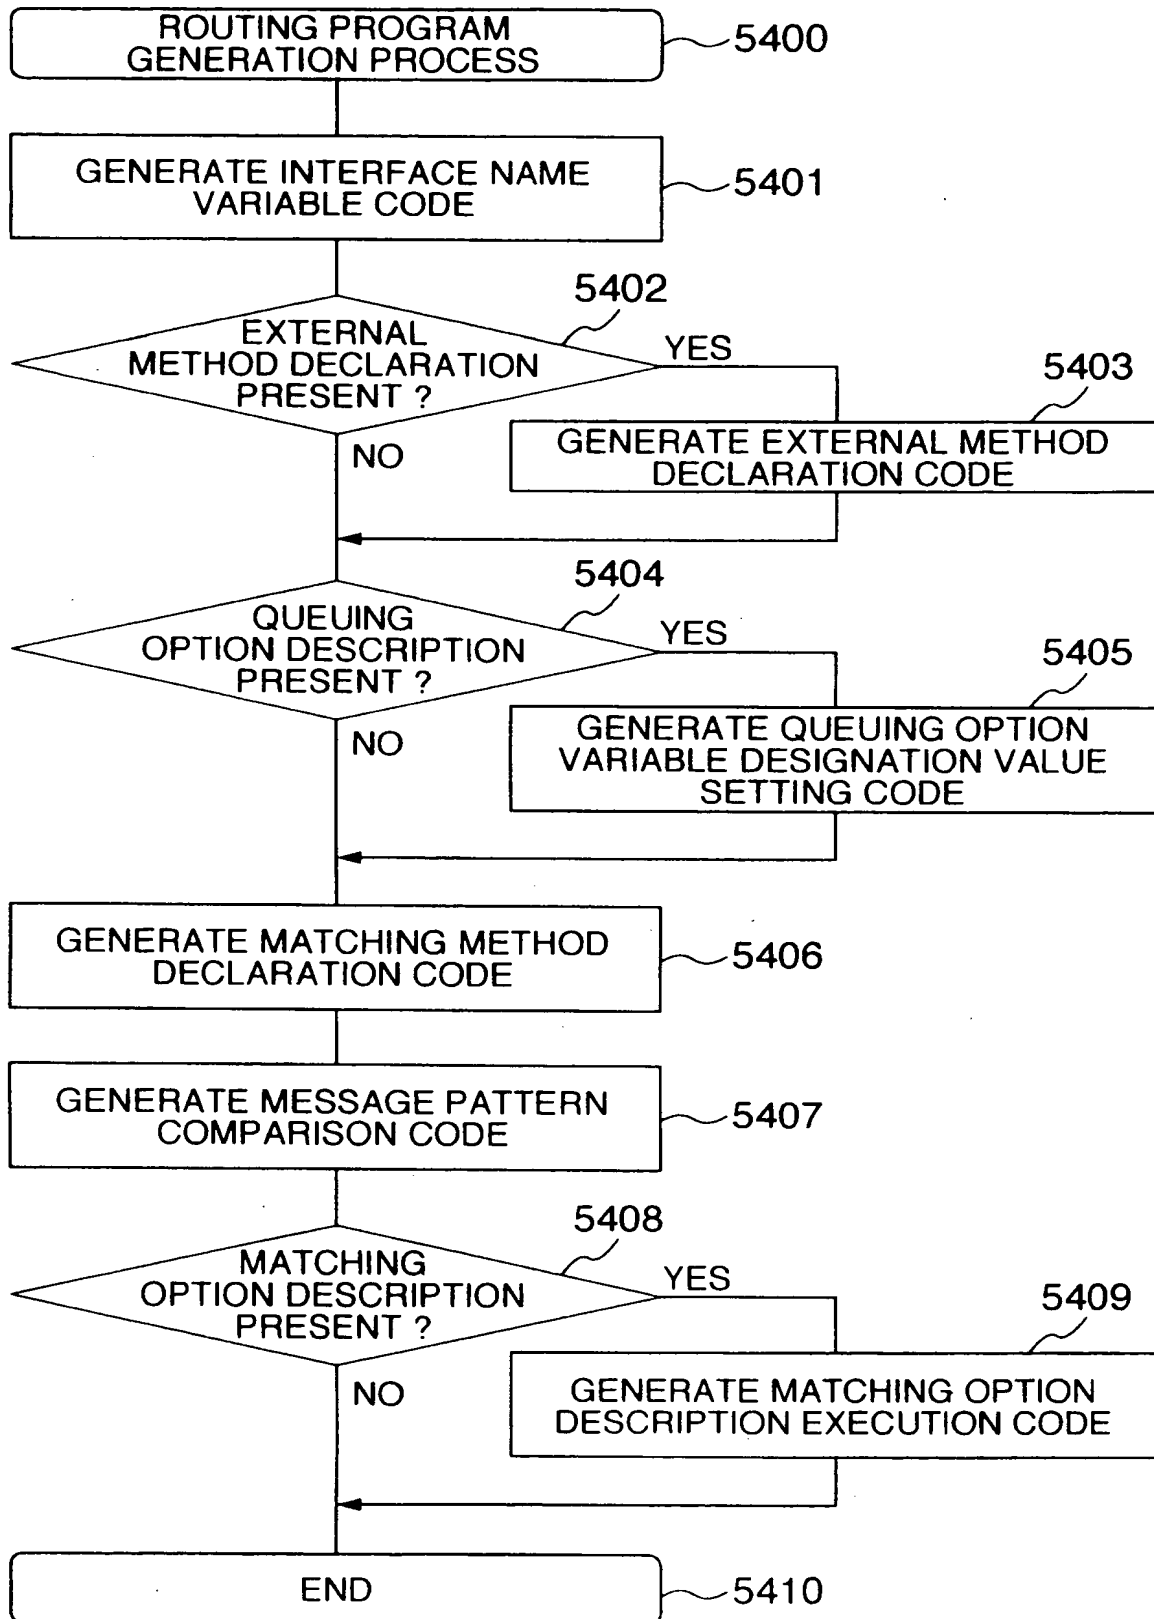 ROUTING PROGRAM
GENERATION PROCESS
5400
GENERATE INTERFACE NAME
VARIABLE CODE
5401
5402
EXTERNAL
METHOD DECLARATION
PRESENT ?
YES
NO
5403
GENERATE EXTERNAL METHOD
DECLARATION CODE
5404
QUEUING
OPTION DESCRIPTION
PRESENT ?
YES
NO
5405
GENERATE QUEUING OPTION
VARIABLE DESIGNATION VALUE
SETTING CODE
GENERATE MATCHING METHOD
DECLARATION CODE
5406
GENERATE MESSAGE PATTERN
COMPARISON CODE
5407
5408
MATCHING
OPTION DESCRIPTION
PRESENT ?
YES
NO
5409
GENERATE MATCHING OPTION
DESCRIPTION EXECUTION CODE
END
5410